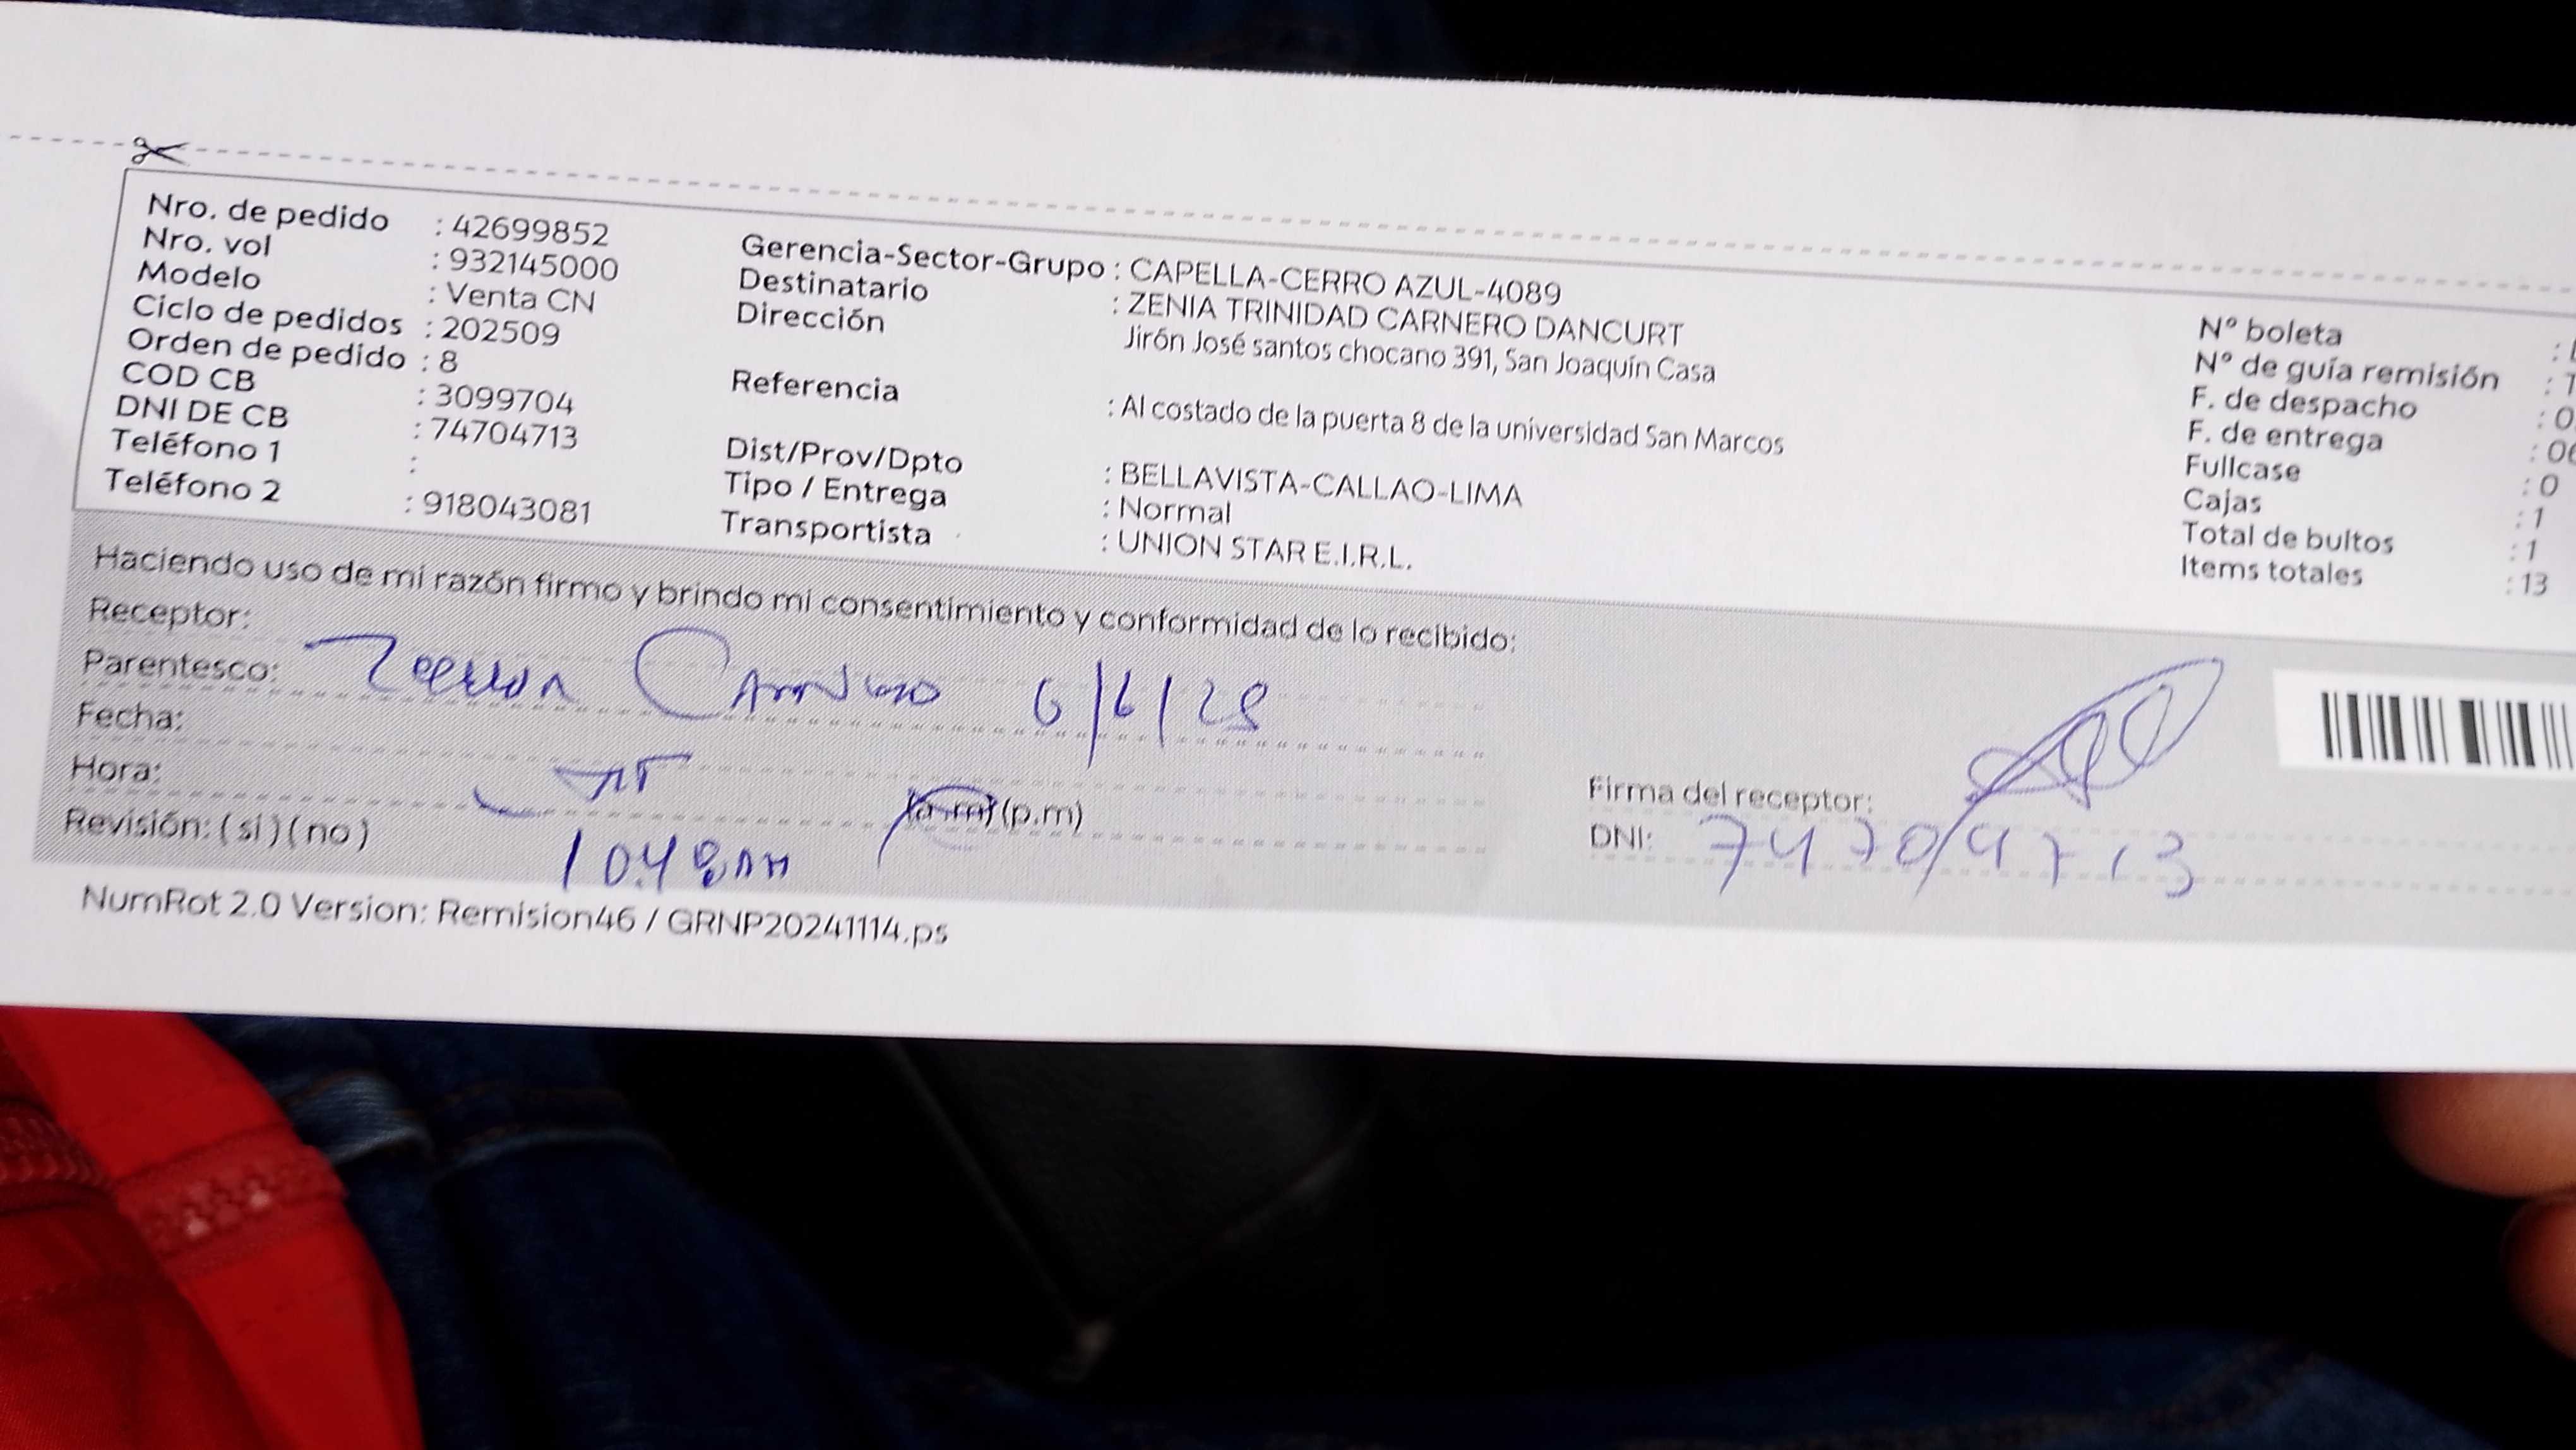 Nro. de pedido : 42699852
Nro. vol : 932145000
Modelo : Venta CN
Ciclo de pedidos : 202509
Orden de pedido : 8
COD CB : 3099704
DNI DE CB : 74704713
Teléfono 1 :
Teléfono 2 : 918043081
Gerencia-Sector-Grupo : CAPELLA-CERRO AZUL-4089
Destinatario : ZENIA TRINIDAD CARNERO DANCURT
Dirección Jirón José santos chocano 391, San Joaquín Casa
Referencia : Al costado de la puerta 8 de la universidad San Marcos
Dist/Prov/Dpto : BELLAVISTA-CALLAO-LIMA
Tipo / Entrega : Normal
Transportista : UNION STAR E.I.R.L.
N° boleta :
N° de guía remisión : T
F. de despacho : 0
F. de entrega : 06
Fullcase : 0
Cajas : 1
Total de bultos : 1
Items totales : 13
Haciendo uso de mi razón firmo y brindo mi consentimiento y conformidad de lo recibido:
Receptor:
Parentesco: 6/6/25
Fecha:
Hora: (a.m) (p.m)
Revisión: ( si ) ( no ) 10:48 AM
Firma del receptor:
DNI: 74704713
NumRot 2.0 Version: Remision46 / GRNP20241114.ps